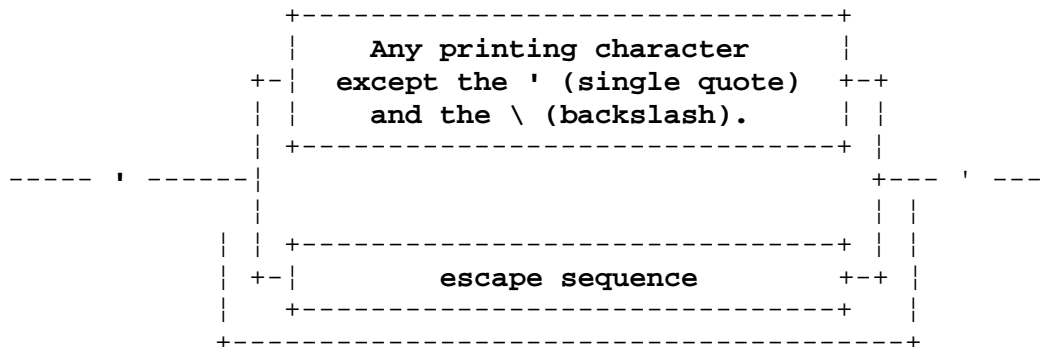 Any printing character
except the ' (single quote)
and the \ (backslash).
' '
escape sequence